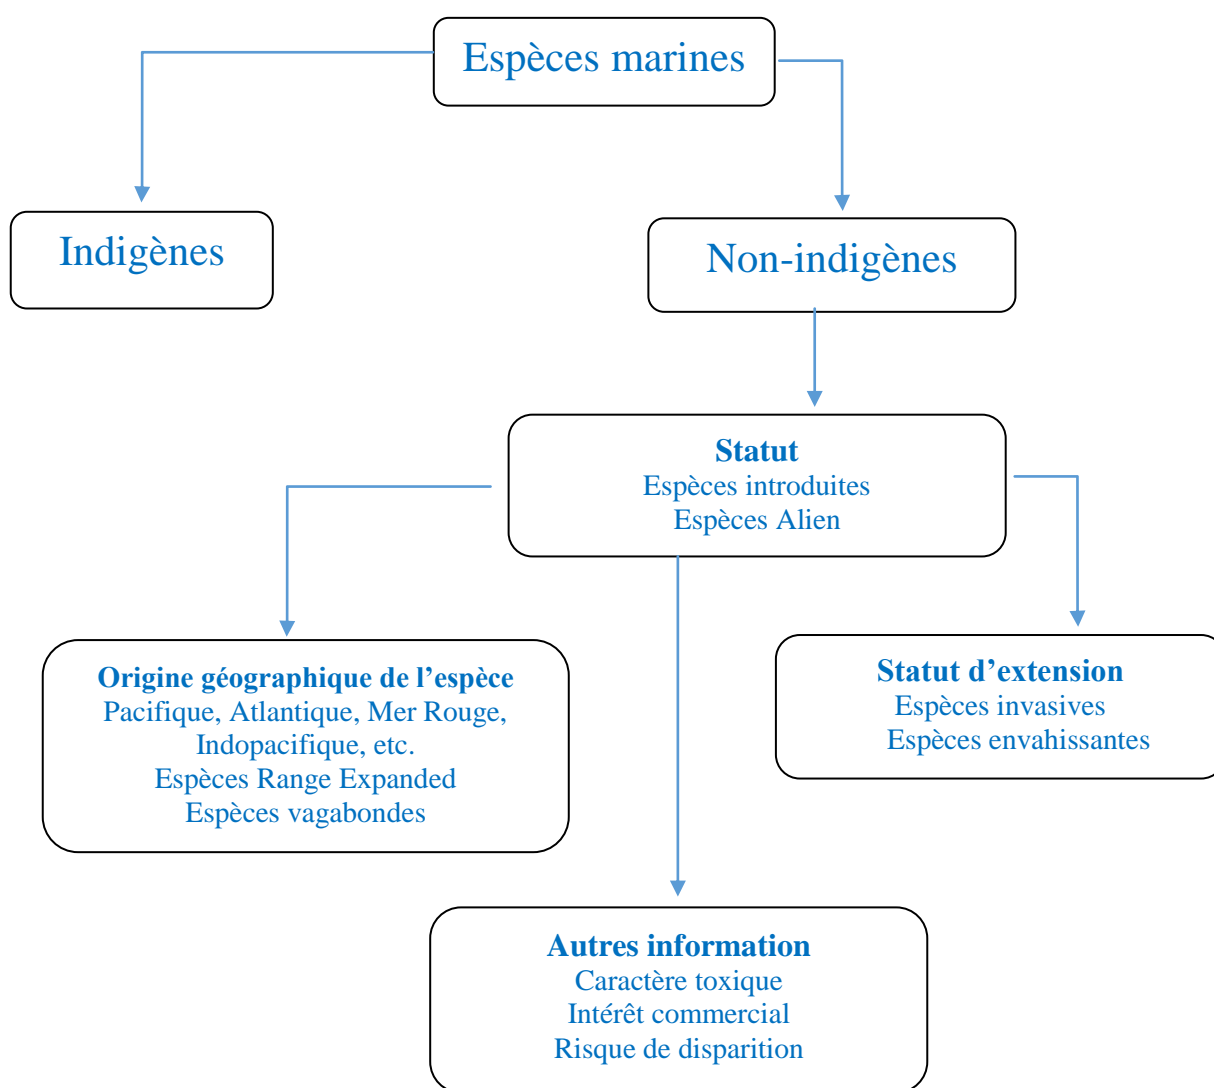 Espèces marines
Indigènes
Non-indigènes
Statut
Espèces introduites
Espèces Alien
Origine géographique de l’espèce
Pacifique, Atlantique, Mer Rouge,
Indopacifique, etc.
Espèces Range Expanded
Espèces vagabondes
Statut d’extension
Espèces invasives
Espèces envahissantes
Autres information
Caractère toxique
Intérêt commercial
Risque de disparition